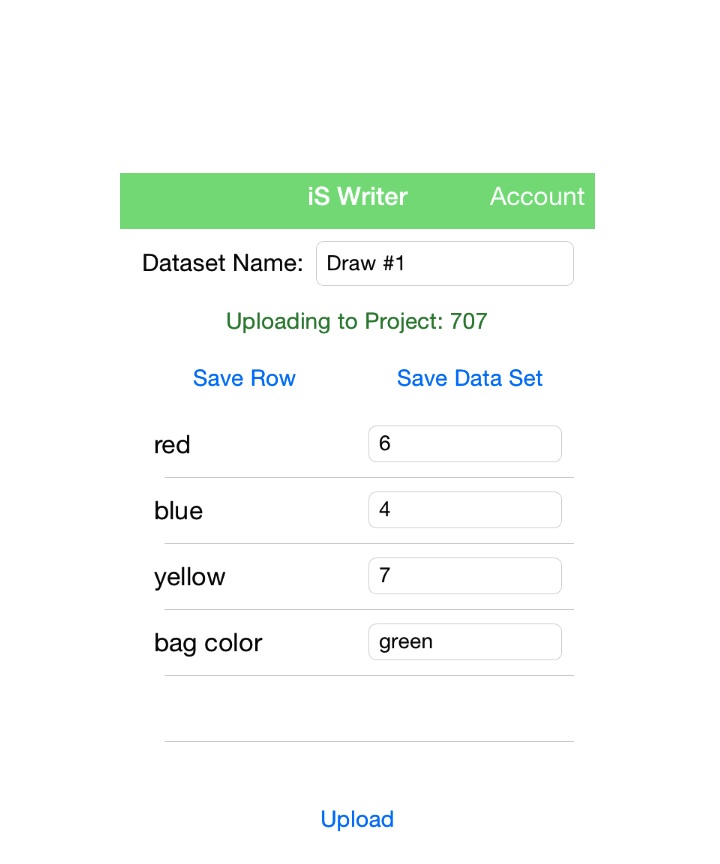 iS Writer Account
Dataset Name: Draw #1
Uploading to Project: 707
Save Row Save Data Set
red 6
blue 4
yellow 7
bag color green
Upload